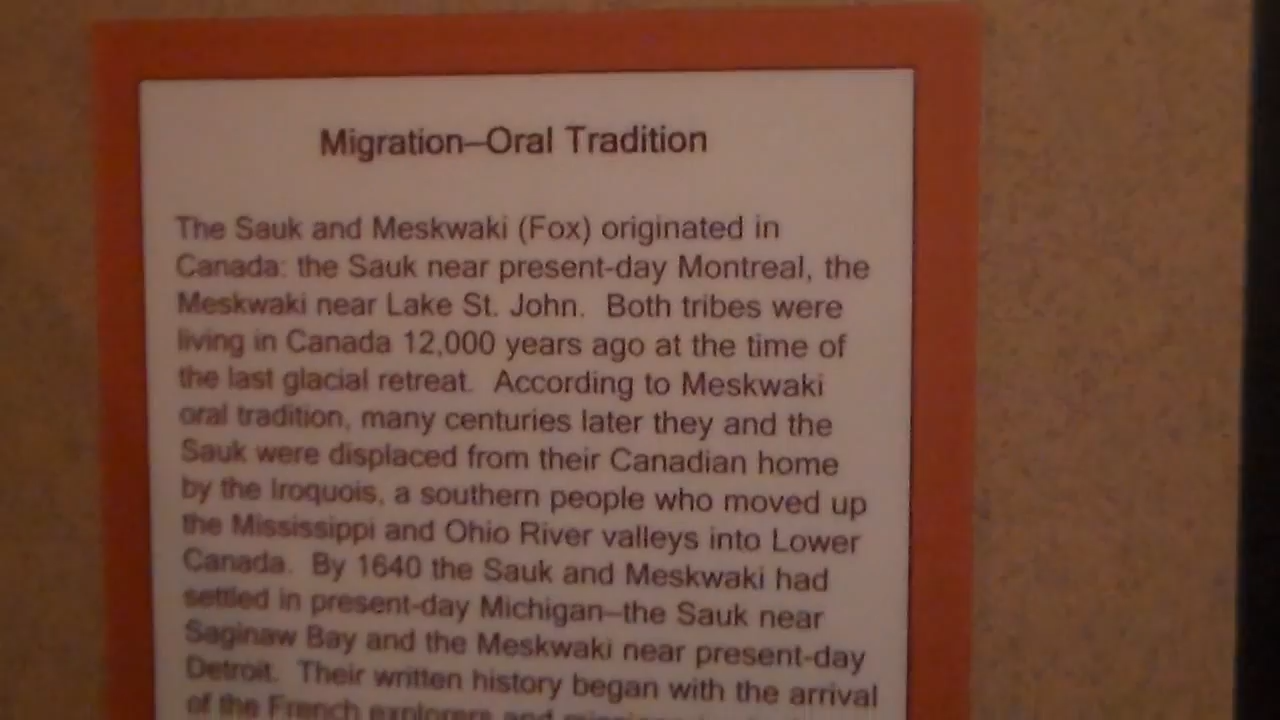 Migration–Oral Tradition
The Sauk and Meskwaki (Fox) originated in
Canada: the Sauk near present-day Montreal, the
Meskwaki near Lake St. John. Both tribes were
living in Canada 12,000 years ago at the time of
the last glacial retreat. According to Meskwaki
oral tradition, many centuries later they and the
Sauk were displaced from their Canadian home
by the Iroquois, a southern people who moved up
the Mississippi and Ohio River valleys into Lower
Canada. By 1640 the Sauk and Meskwaki had
settled in present-day Michigan–the Sauk near
Saginaw Bay and the Meskwaki near present-day
Detroit. Their written history began with the arrival
of the French explorers and